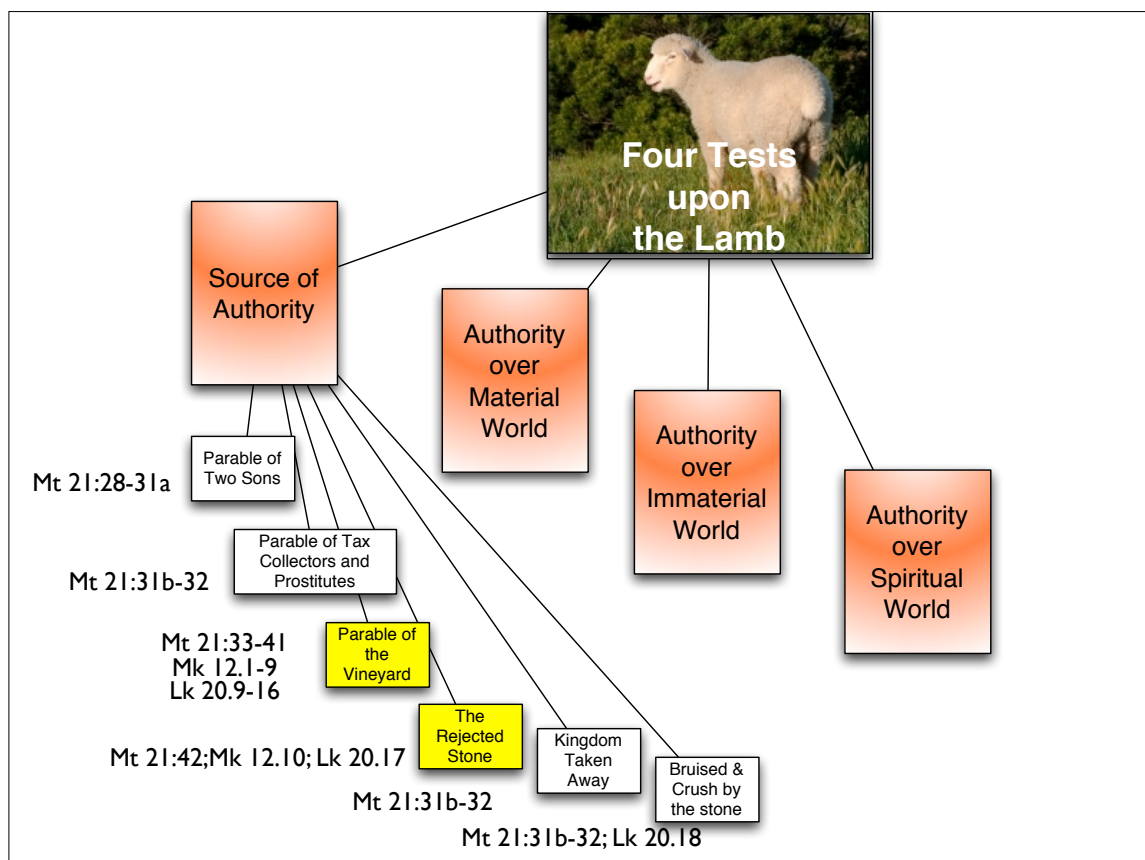 Four Tests
upon
the Lamb
Source of
Authority
Authority
over
Material
World
Authority
over
Immaterial
World
Authority
over
Spiritual
World
Parable of
Two Sons
Mt 21:28-31a
Parable of Tax
Collectors and
Prostitutes
Mt 21:31b-32
Parable of
the
Vineyard
Mt 21:33-41
Mk 12.1-9
Lk 20.9-16
The
Rejected
Stone
Mt 21:42;Mk 12.10; Lk 20.17
Kingdom
Taken
Away
Mt 21:31b-32
Bruised &
Crush by
the stone
Mt 21:31b-32; Lk 20.18